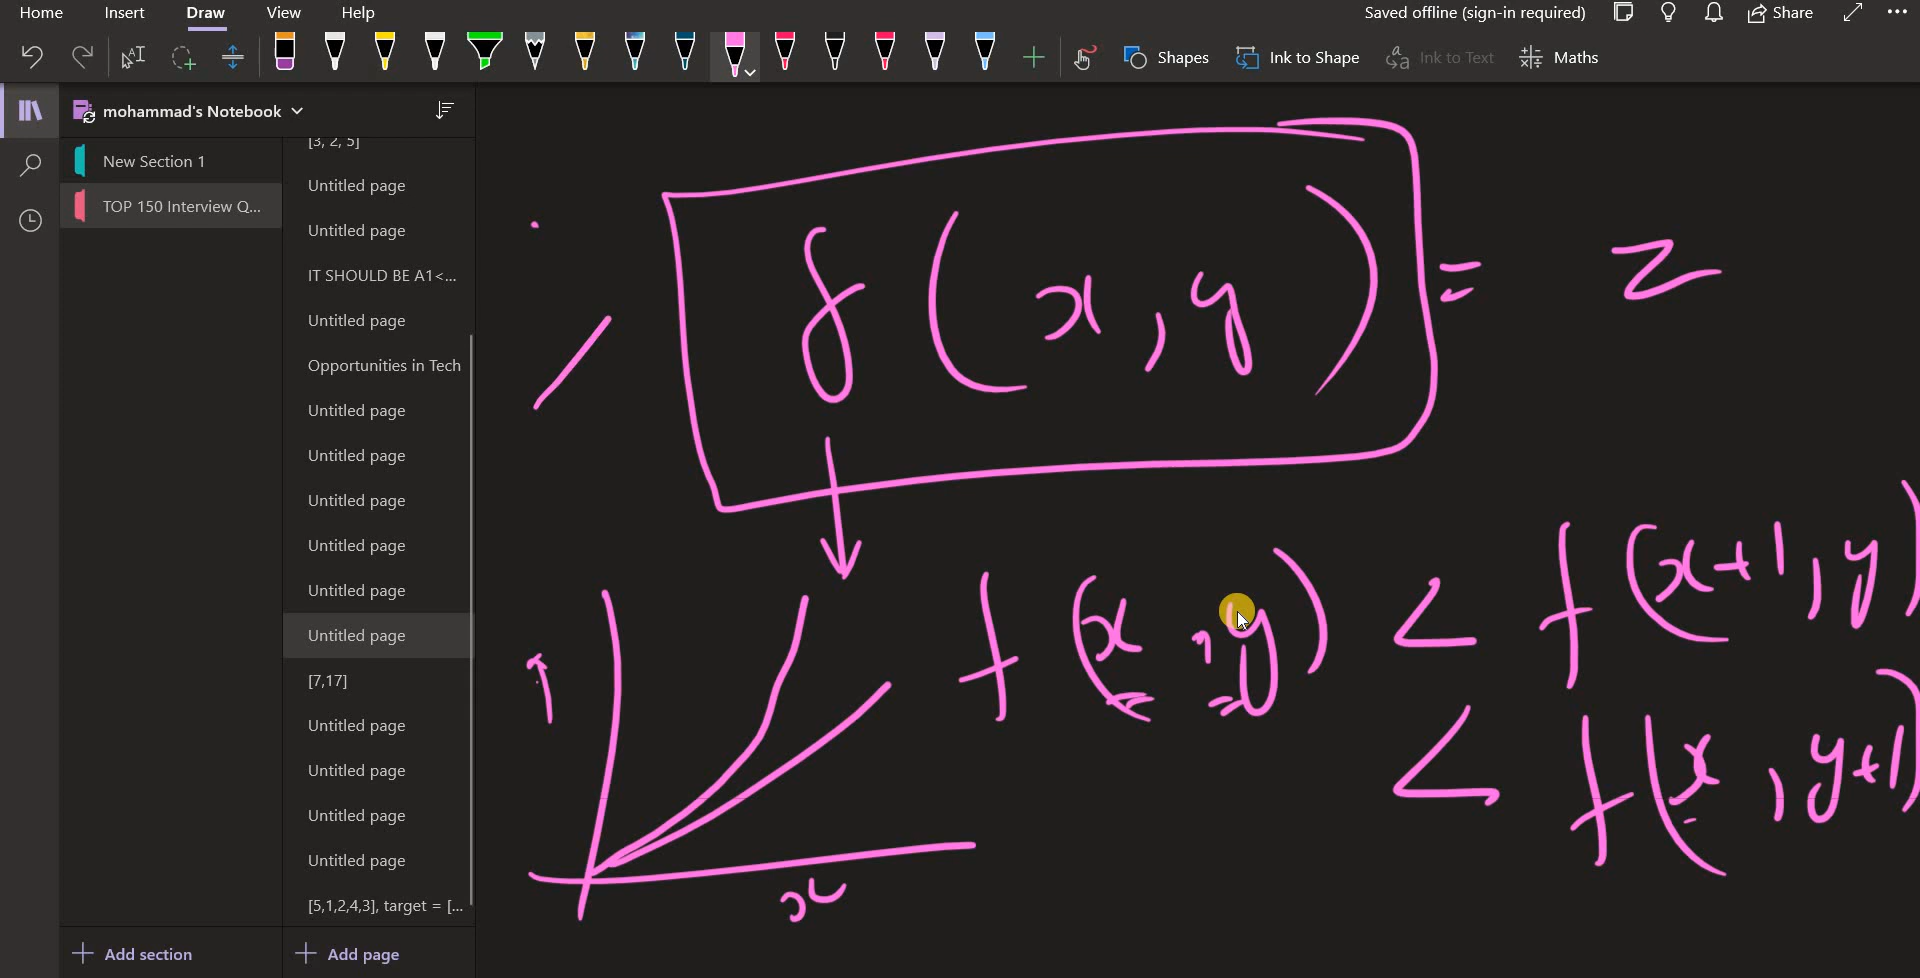 Home Insert Draw View Help
Saved offline (sign-in required) Share
Shapes Ink to Shape Ink to Text Maths
mohammad's Notebook
New Section 1
TOP 150 Interview Q...
[3, 2, 5]
Untitled page
Untitled page
IT SHOULD BE A1<...
Untitled page
Opportunities in Tech
Untitled page
Untitled page
Untitled page
Untitled page
Untitled page
Untitled page
[7,17]
Untitled page
Untitled page
Untitled page
Untitled page
[5,1,2,4,3], target = [...
Add section
Add page
f(x,y) = z
f(x,y) < f(x+1,y)
< f(x,y+1)
x